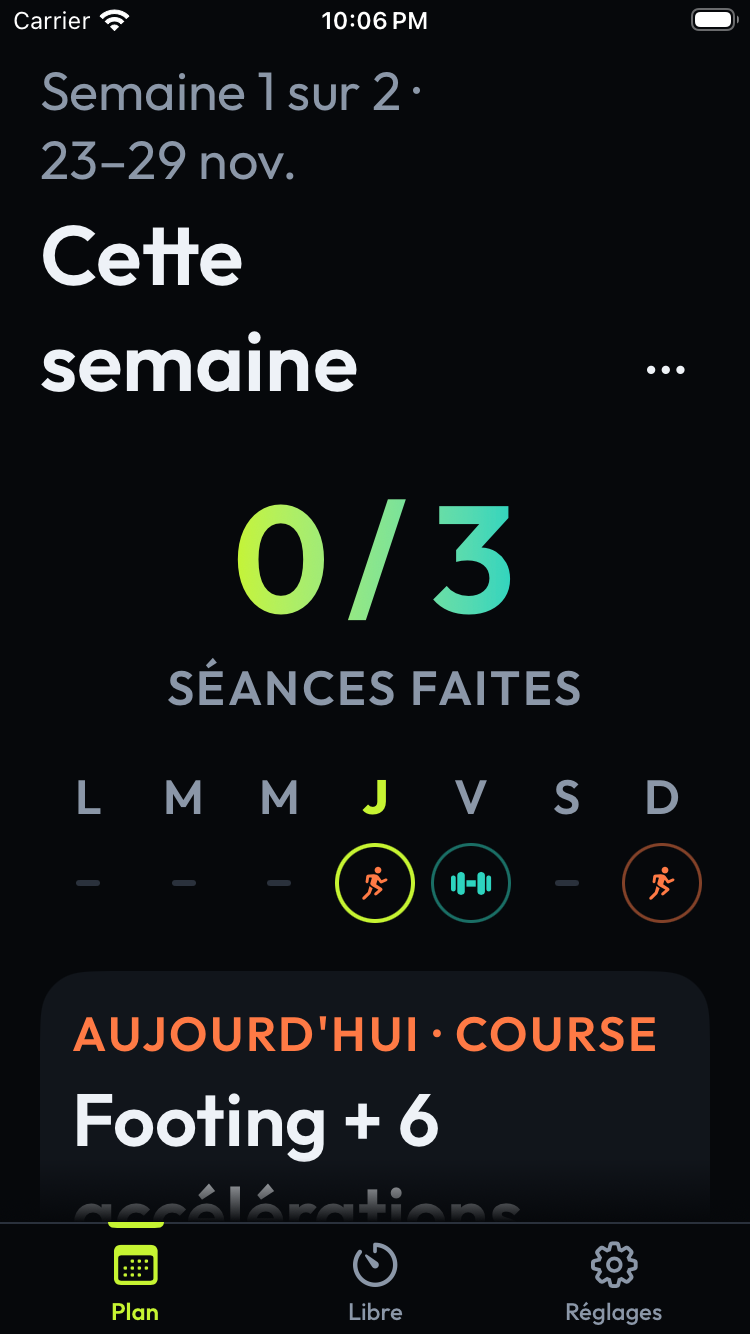 Carrier 10:06 PM
Semaine 1 sur 2 ·
23–29 nov.
Cette
semaine
0/3
SÉANCES FAITES
L M M J V S D
AUJOURD'HUI · COURSE
Footing + 6
accélérations
Plan Libre Réglages